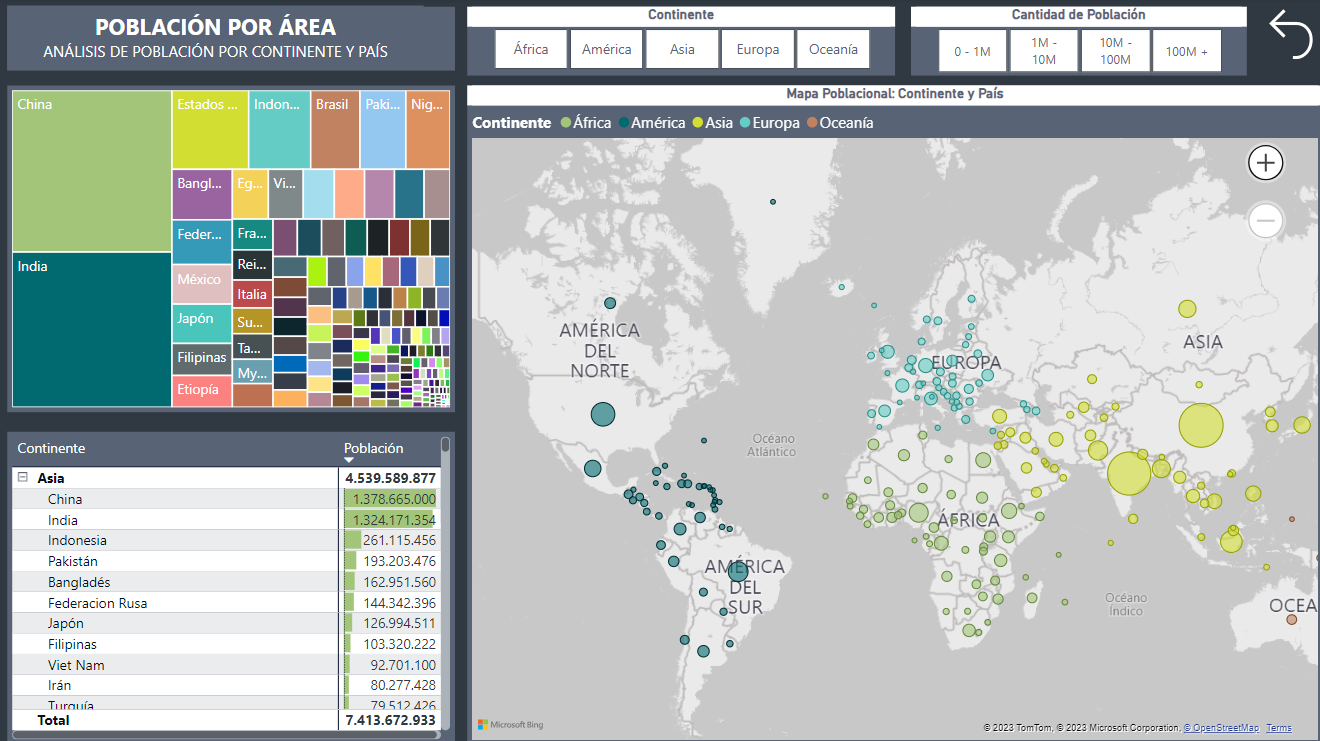 POBLACIÓN POR ÁREA
ANÁLISIS DE POBLACIÓN POR CONTINENTE Y PAÍS
Continente
África
América
Asia
Europa
Oceanía
Cantidad de Población
0 - 1M
1M -
10M
10M -
100M
100M +
China
Estados ...
Indon...
Brasil
Paki...
Nig...
Bangl...
Eg...
Vi...
Feder...
Fra...
Rei...
México
Italia
Japón
Su...
Filipinas
Ta...
Etiopía
My...
India
Mapa Poblacional: Continente y País
Continente África América Asia Europa Oceanía
AMÉRICA
DEL
NORTE
EUROPA
ASIA
Océano
Atlántico
ÁFRICA
AMÉRICA
DEL
SUR
Océano
Índico
OCEA
Microsoft Bing
© 2023 TomTom, © 2023 Microsoft Corporation, © OpenStreetMap Terms
Continente Población
Asia 4.539.589.877
China 1.378.665.000
India 1.324.171.354
Indonesia 261.115.456
Pakistán 193.203.476
Bangladés 162.951.560
Federacion Rusa 144.342.396
Japón 126.994.511
Filipinas 103.320.222
Viet Nam 92.701.100
Irán 80.277.428
Turquía 79.512.426
Total 7.413.672.933